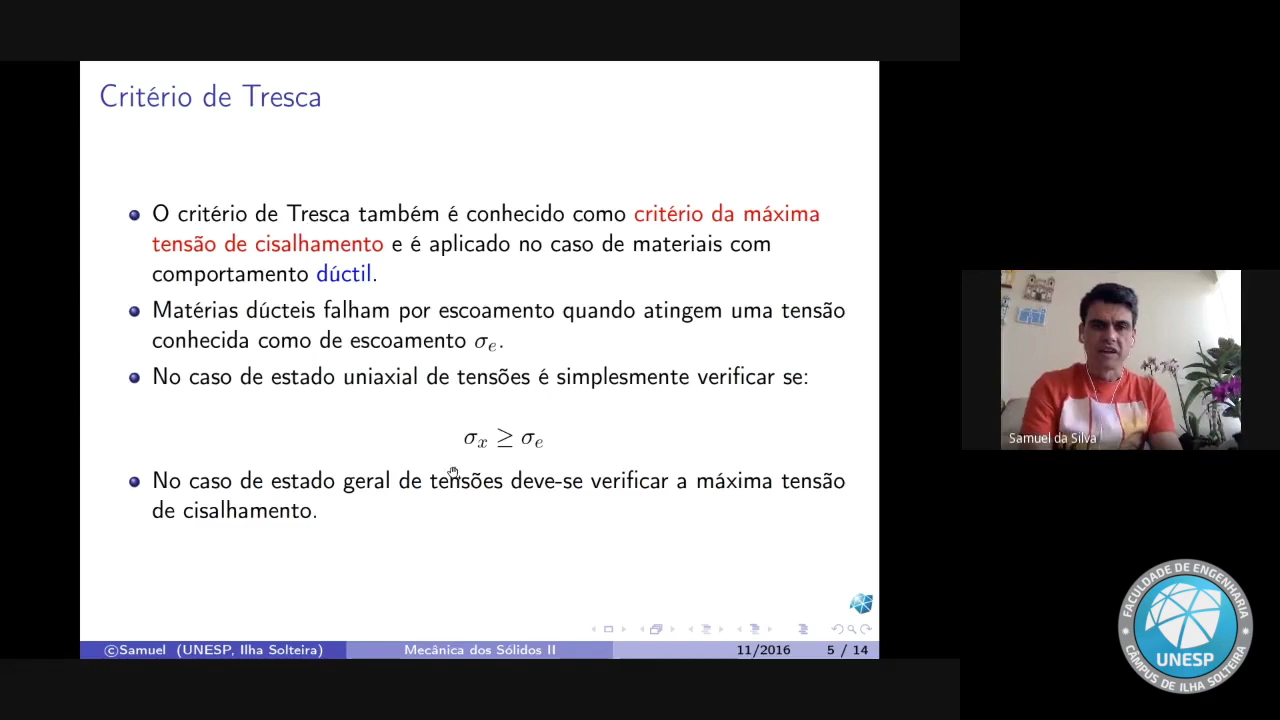 Critério de Tresca
O critério de Tresca também é conhecido como critério da máxima
tensão de cisalhamento e é aplicado no caso de materiais com
comportamento dúctil.
Matérias dúcteis falham por escoamento quando atingem uma tensão
conhecida como de escoamento σe.
No caso de estado uniaxial de tensões é simplesmente verificar se:
σx ≥ σe
No caso de estado geral de tensões deve-se verificar a máxima tensão
de cisalhamento.
©Samuel (UNESP, Ilha Solteira) Mecânica dos Sólidos II 11/2016 5 / 14
Samuel da Silva
FACULDADE DE ENGENHARIA
UNESP
CÂMPUS DE ILHA SOLTEIRA